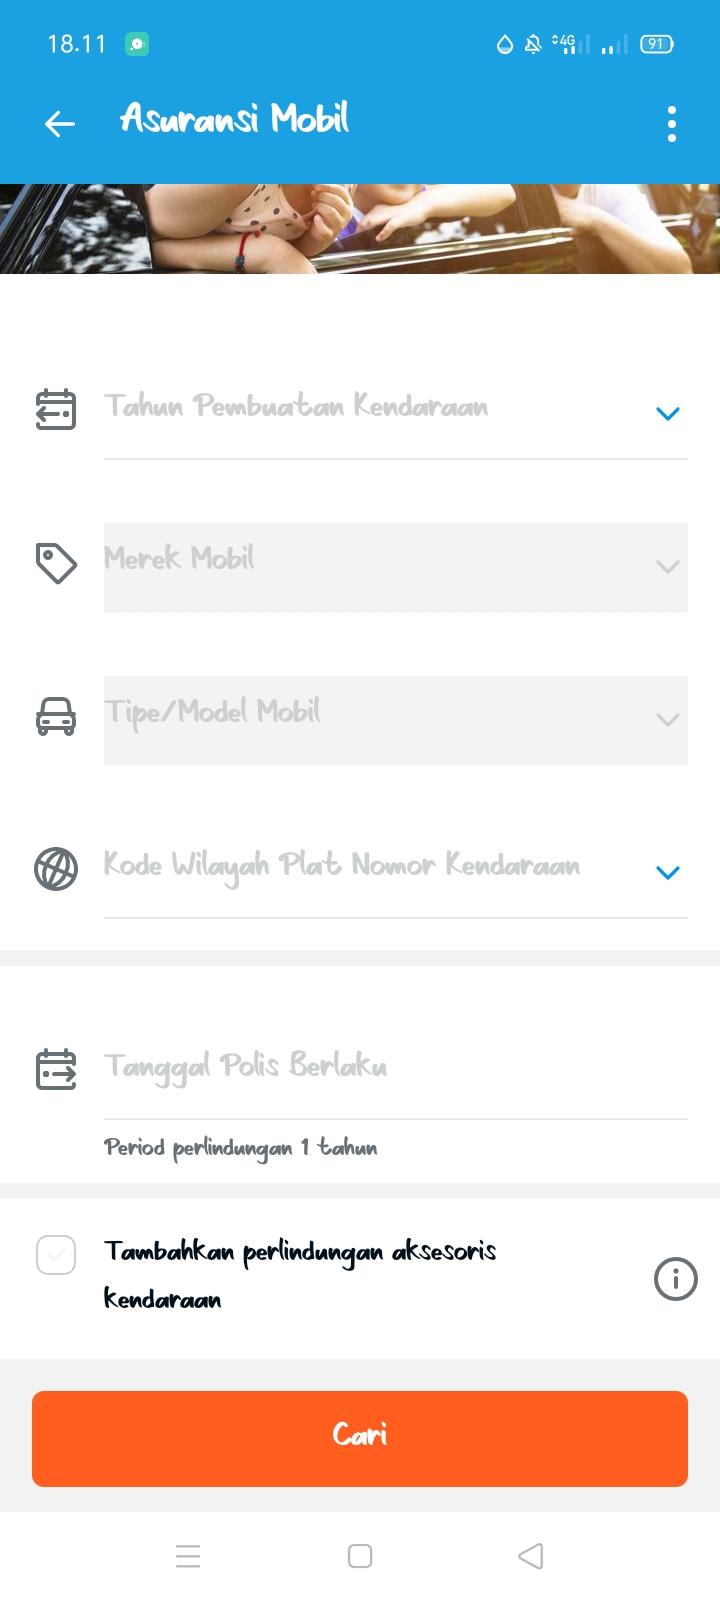 18.11
4G
91
Asuransi Mobil
Tahun Pembuatan Kendaraan
Merek Mobil
Tipe/Model Mobil
Kode Wilayah Plat Nomor Kendaraan
Tanggal Polis Berlaku
Period perlindungan 1 tahun
Tambahkan perlindungan aksesoris
kendaraan
Cari